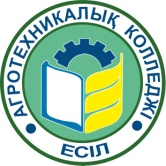 АГРОТЕХНИКАЛЫҚ КОЛЛЕДЖІ
ЕСІЛ